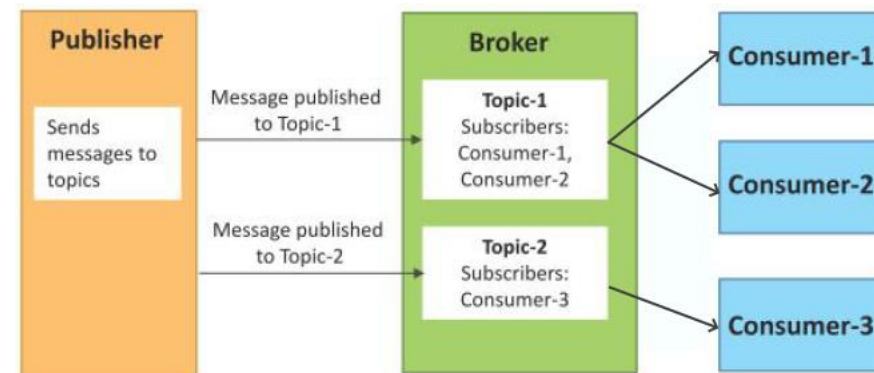 Publisher
Sends
messages to
topics
Message published
to Topic-1
Message published
to Topic-2
Broker
Topic-1
Subscribers:
Consumer-1,
Consumer-2
Topic-2
Subscribers:
Consumer-3
Consumer-1
Consumer-2
Consumer-3